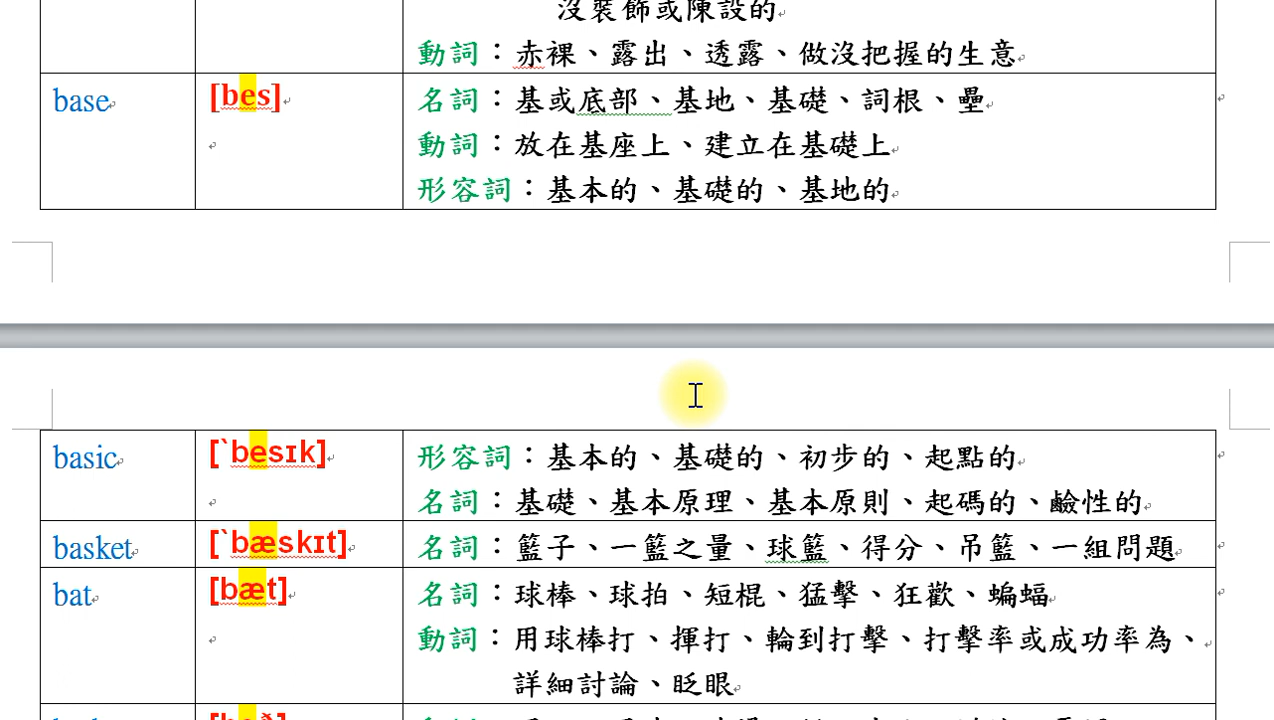 沒裝飾或陳設的
動詞：赤裸、露出、透露、做沒把握的生意
base [bes] 名詞：基或底部、基地、基礎、詞根、壘
動詞：放在基座上、建立在基礎上
形容詞：基本的、基礎的、基地的
basic [ˋbesɪk] 形容詞：基本的、基礎的、初步的、起點的
名詞：基礎、基本原理、基本原則、起碼的、鹼性的
basket [ˋbæskɪt] 名詞：籃子、一籃之量、球籃、得分、吊籃、一組問題
bat [bæt] 名詞：球棒、球拍、短棍、猛擊、狂歡、蝙蝠
動詞：用球棒打、揮打、輪到打擊、打擊率或成功率為、
詳細討論、眨眼